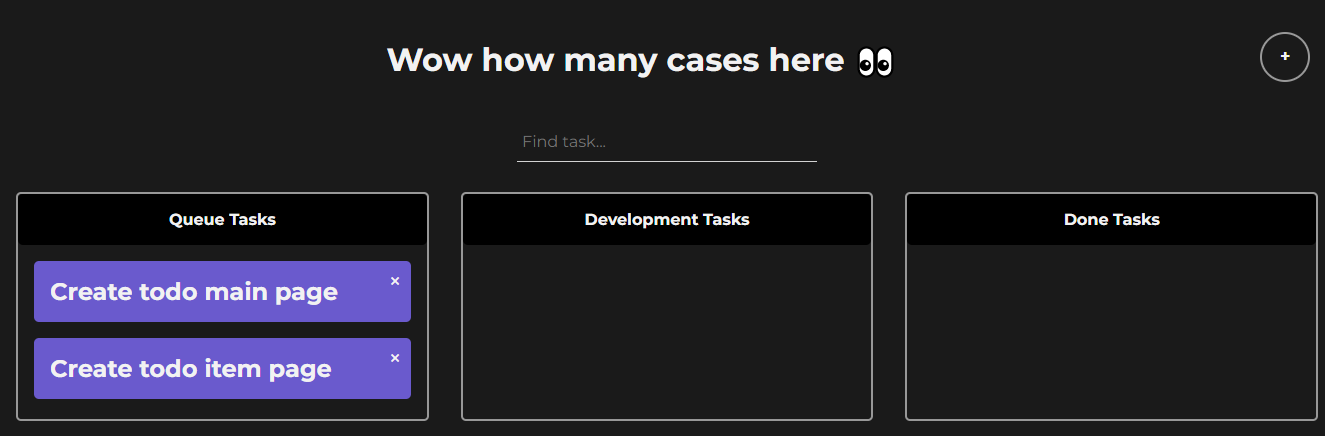 Wow how many cases here 👀
+
Find task...
Queue Tasks
Development Tasks
Done Tasks
Create todo main page ×
Create todo item page ×